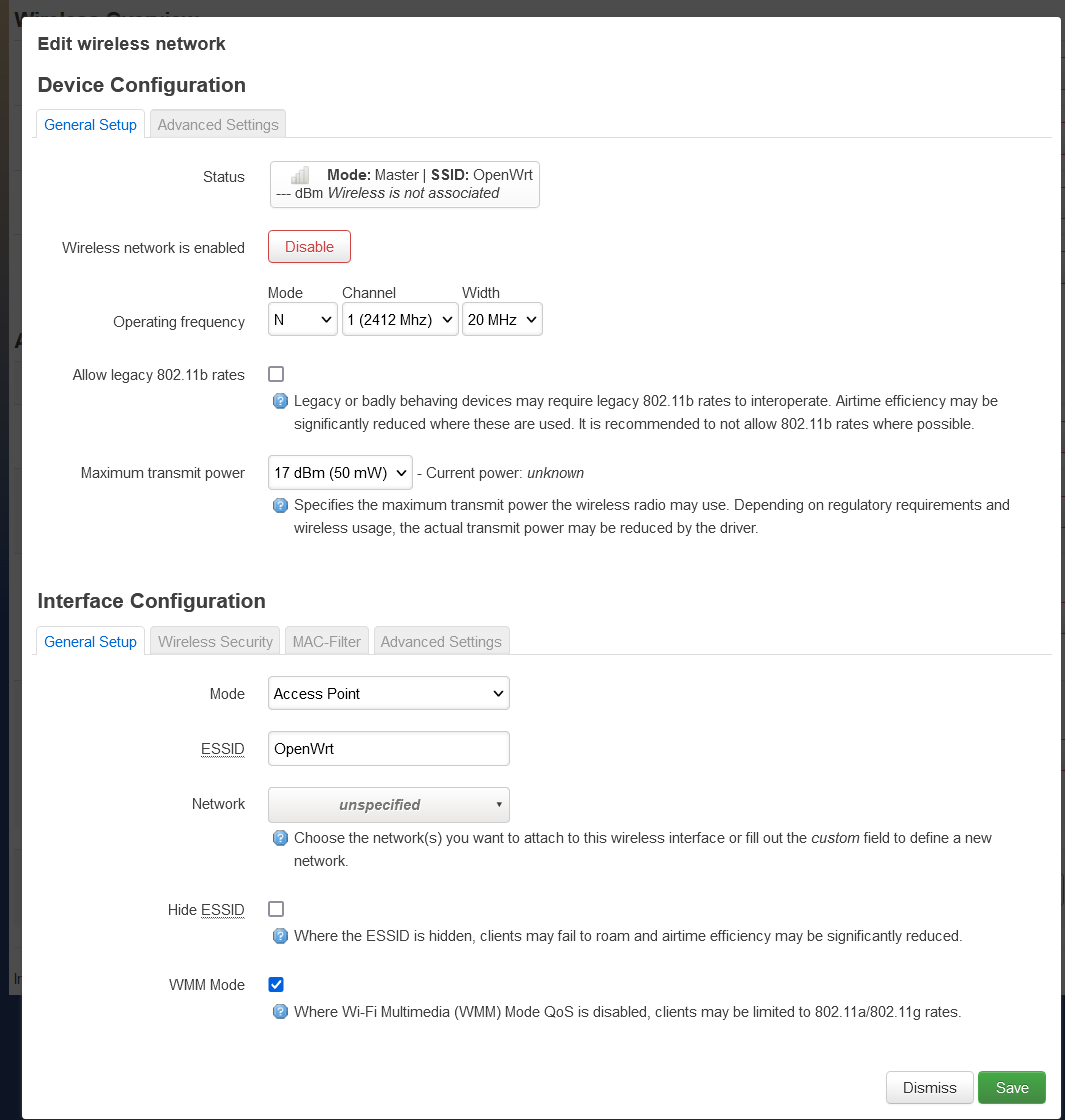 Wireless Overview
Edit wireless network
Device Configuration
General Setup Advanced Settings
Status
Mode: Master | SSID: OpenWrt
--- dBm Wireless is not associated
Wireless network is enabled Disable
Mode Channel Width
Operating frequency N 1 (2412 Mhz) 20 MHz
Allow legacy 802.11b rates
Legacy or badly behaving devices may require legacy 802.11b rates to interoperate. Airtime efficiency may be
significantly reduced where these are used. It is recommended to not allow 802.11b rates where possible.
Maximum transmit power 17 dBm (50 mW) - Current power: unknown
Specifies the maximum transmit power the wireless radio may use. Depending on regulatory requirements and
wireless usage, the actual transmit power may be reduced by the driver.
Interface Configuration
General Setup Wireless Security MAC-Filter Advanced Settings
Mode Access Point
ESSID OpenWrt
Network unspecified
Choose the network(s) you want to attach to this wireless interface or fill out the custom field to define a new
network.
Hide ESSID
Where the ESSID is hidden, clients may fail to roam and airtime efficiency may be significantly reduced.
WMM Mode
Where Wi-Fi Multimedia (WMM) Mode QoS is disabled, clients may be limited to 802.11a/802.11g rates.
Dismiss Save